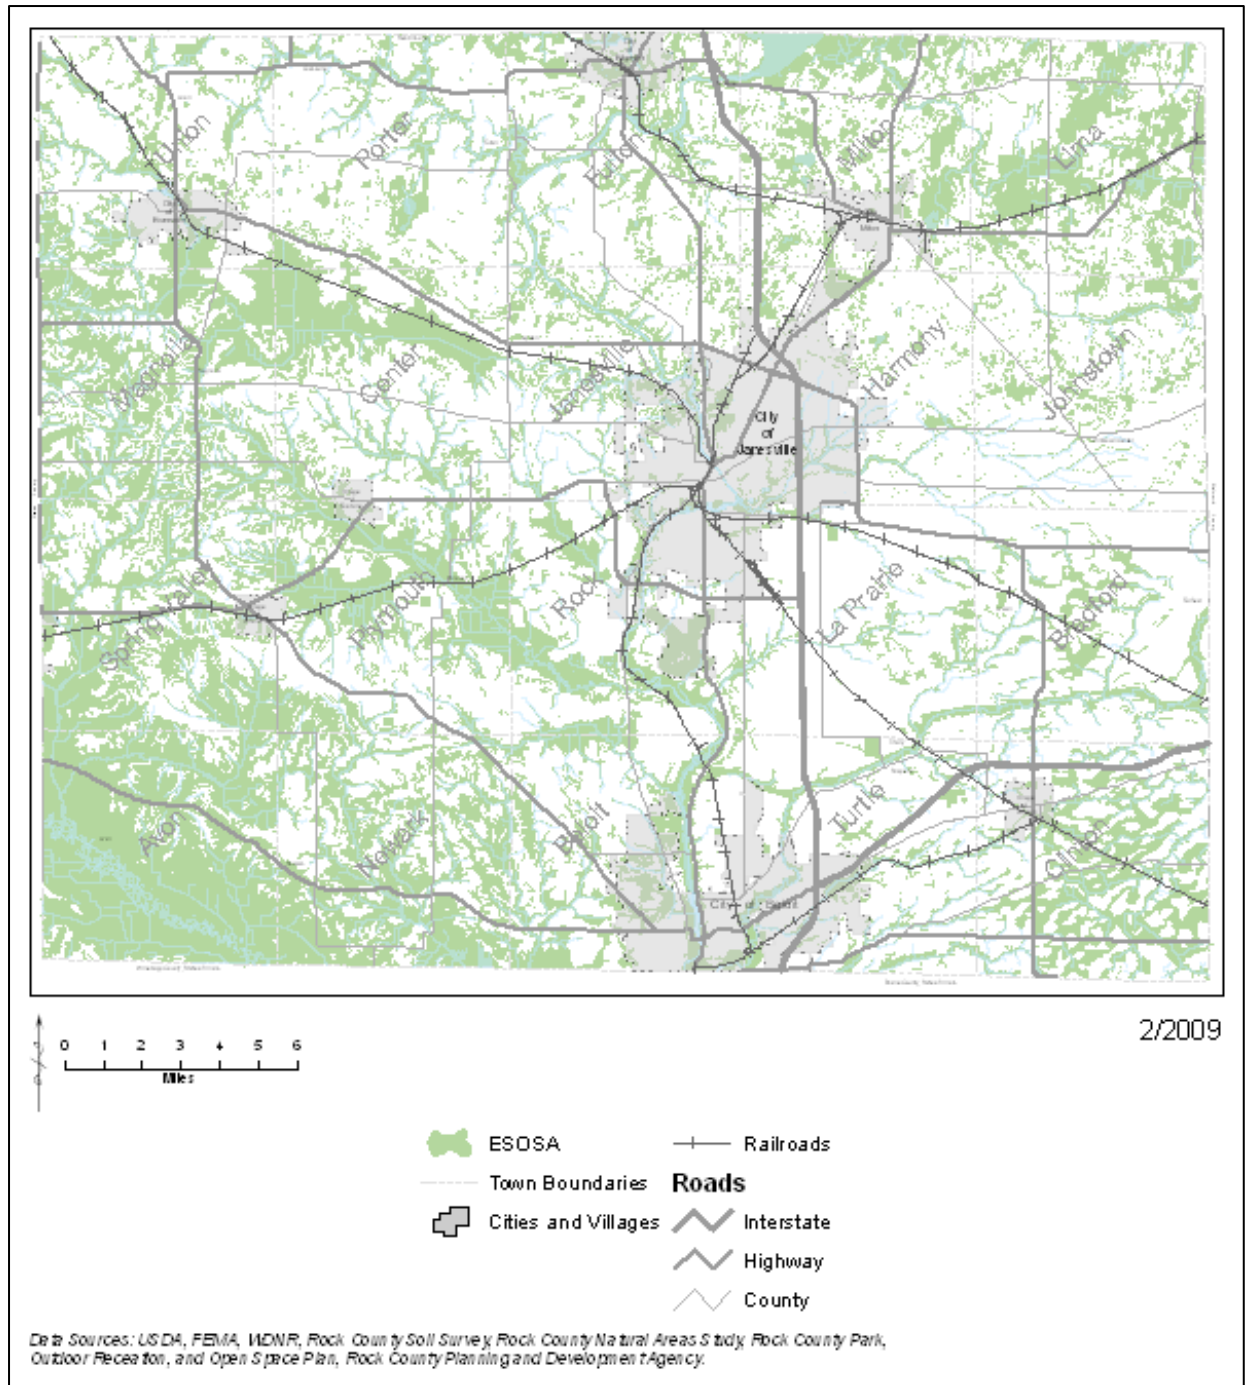 Union
Porter
Fulton
Milton
Lima
Milton
Magnolia
Center
Janesville
Harmony
Johnstown
City
of
Janesville
Spring Valley
Plymouth
Rock
La Prairie
Bradford
Avon
Newark
Beloit
Turtle
Clinton
City of Beloit
2/2009
0 1 2 3 4 5 6
Miles
ESOSA
Railroads
Town Boundaries
Roads
Cities and Villages
Interstate
Highway
County
Data Sources: USDA, FEMA, WDNR, Rock County Soil Survey, Rock County Natural Areas Study, Rock County Park,
Outdoor Receation, and Open Space Plan, Rock County Planning and Development Agency.